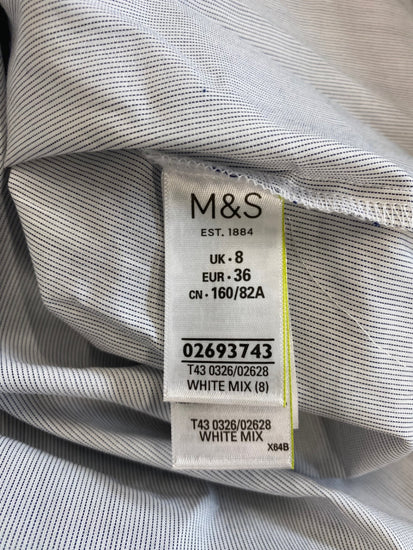 M&S
EST. 1884
UK • 8
EUR • 36
CN • 160/82A
02693743
T43 0326/02628
WHITE MIX (8)
T43 0326/02628
WHITE MIX
X64B